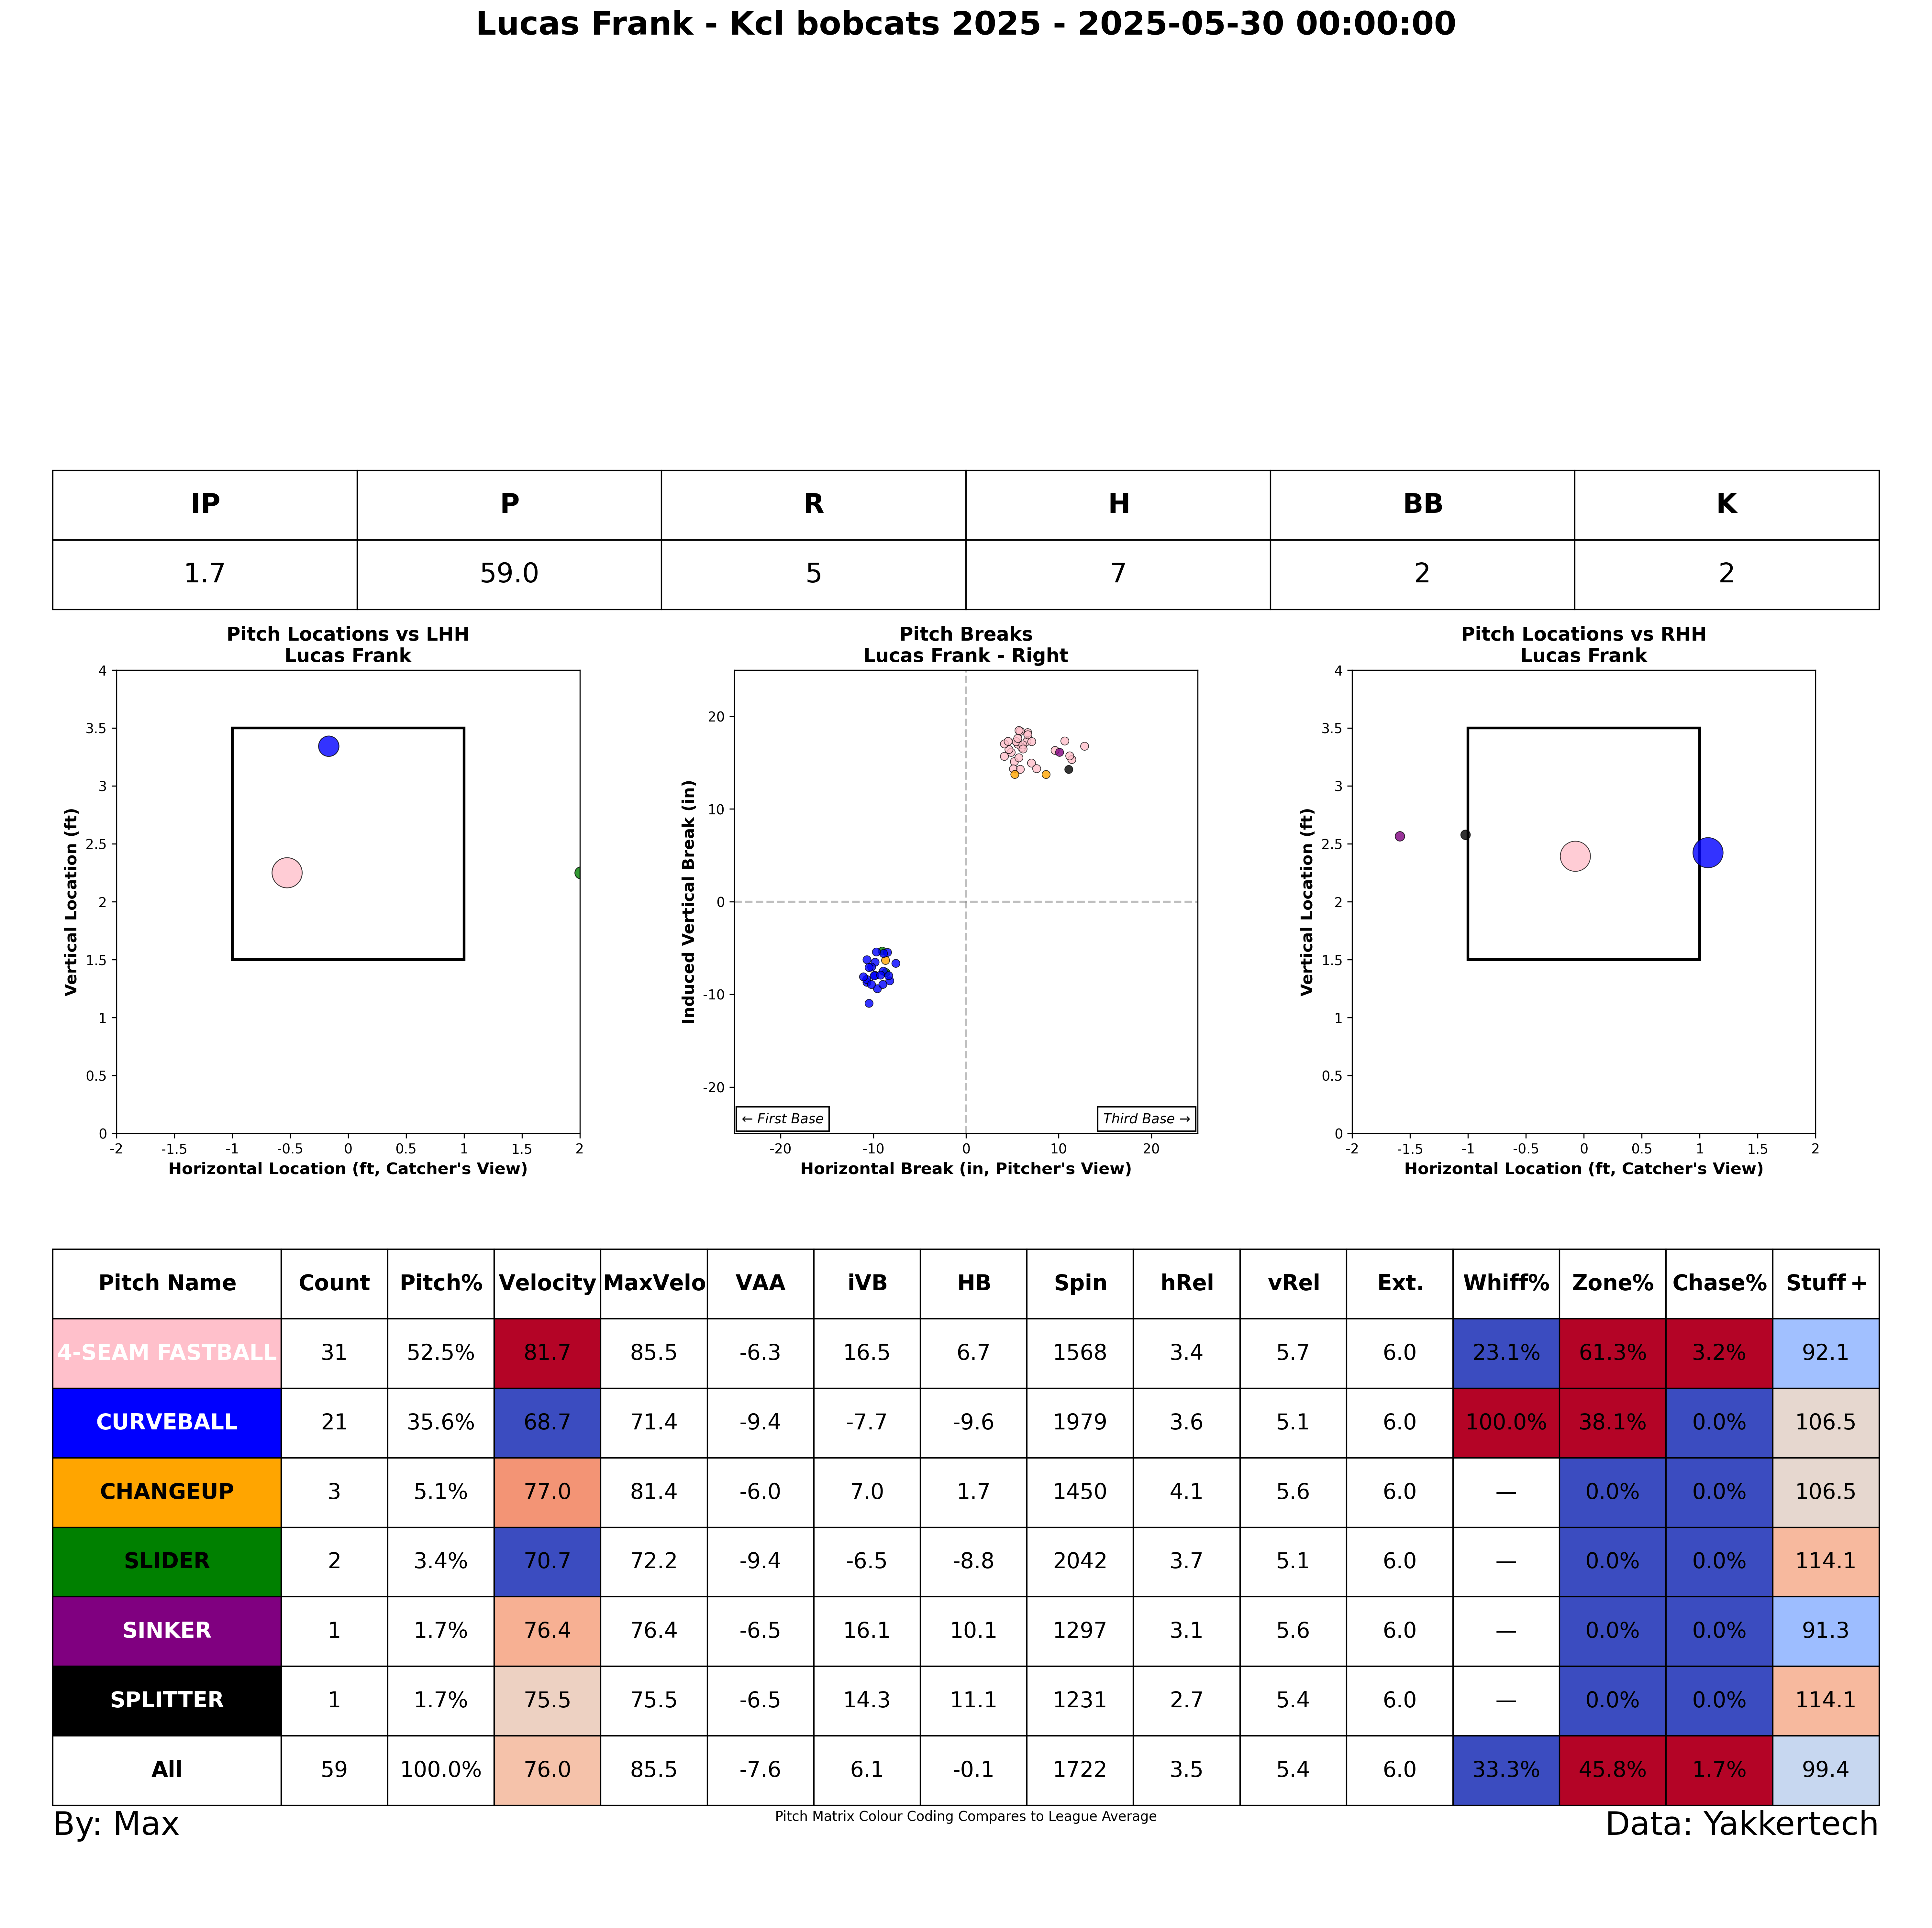 Lucas Frank - Kcl bobcats 2025 - 2025-05-30 00:00:00
IP P R H BB K
1.7 59.0 5 7 2 2
Pitch Locations vs LHH
Lucas Frank
4
3.5
3
2.5
2
1.5
1
0.5
0
-2 -1.5 -1 -0.5 0 0.5 1 1.5 2
Vertical Location (ft)
Horizontal Location (ft, Catcher's View)
Pitch Breaks
Lucas Frank - Right
20
10
0
-10
-20
← First Base Third Base →
-20 -10 0 10 20
Induced Vertical Break (in)
Horizontal Break (in, Pitcher's View)
Pitch Locations vs RHH
Lucas Frank
4
3.5
3
2.5
2
1.5
1
0.5
0
-2 -1.5 -1 -0.5 0 0.5 1 1.5 2
Vertical Location (ft)
Horizontal Location (ft, Catcher's View)
Pitch Name Count Pitch% Velocity MaxVelo VAA iVB HB Spin hRel vRel Ext. Whiff% Zone% Chase% Stuff+
4-SEAM FASTBALL 31 52.5% 81.7 85.5 -6.3 16.5 6.7 1568 3.4 5.7 6.0 23.1% 61.3% 3.2% 92.1
CURVEBALL 21 35.6% 68.7 71.4 -9.4 -7.7 -9.6 1979 3.6 5.1 6.0 100.0% 38.1% 0.0% 106.5
CHANGEUP 3 5.1% 77.0 81.4 -6.0 7.0 1.7 1450 4.1 5.6 6.0 — 0.0% 0.0% 106.5
SLIDER 2 3.4% 70.7 72.2 -9.4 -6.5 -8.8 2042 3.7 5.1 6.0 — 0.0% 0.0% 114.1
SINKER 1 1.7% 76.4 76.4 -6.5 16.1 10.1 1297 3.1 5.6 6.0 — 0.0% 0.0% 91.3
SPLITTER 1 1.7% 75.5 75.5 -6.5 14.3 11.1 1231 2.7 5.4 6.0 — 0.0% 0.0% 114.1
All 59 100.0% 76.0 85.5 -7.6 6.1 -0.1 1722 3.5 5.4 6.0 33.3% 45.8% 1.7% 99.4
By: Max
Pitch Matrix Colour Coding Compares to League Average
Data: Yakkertech